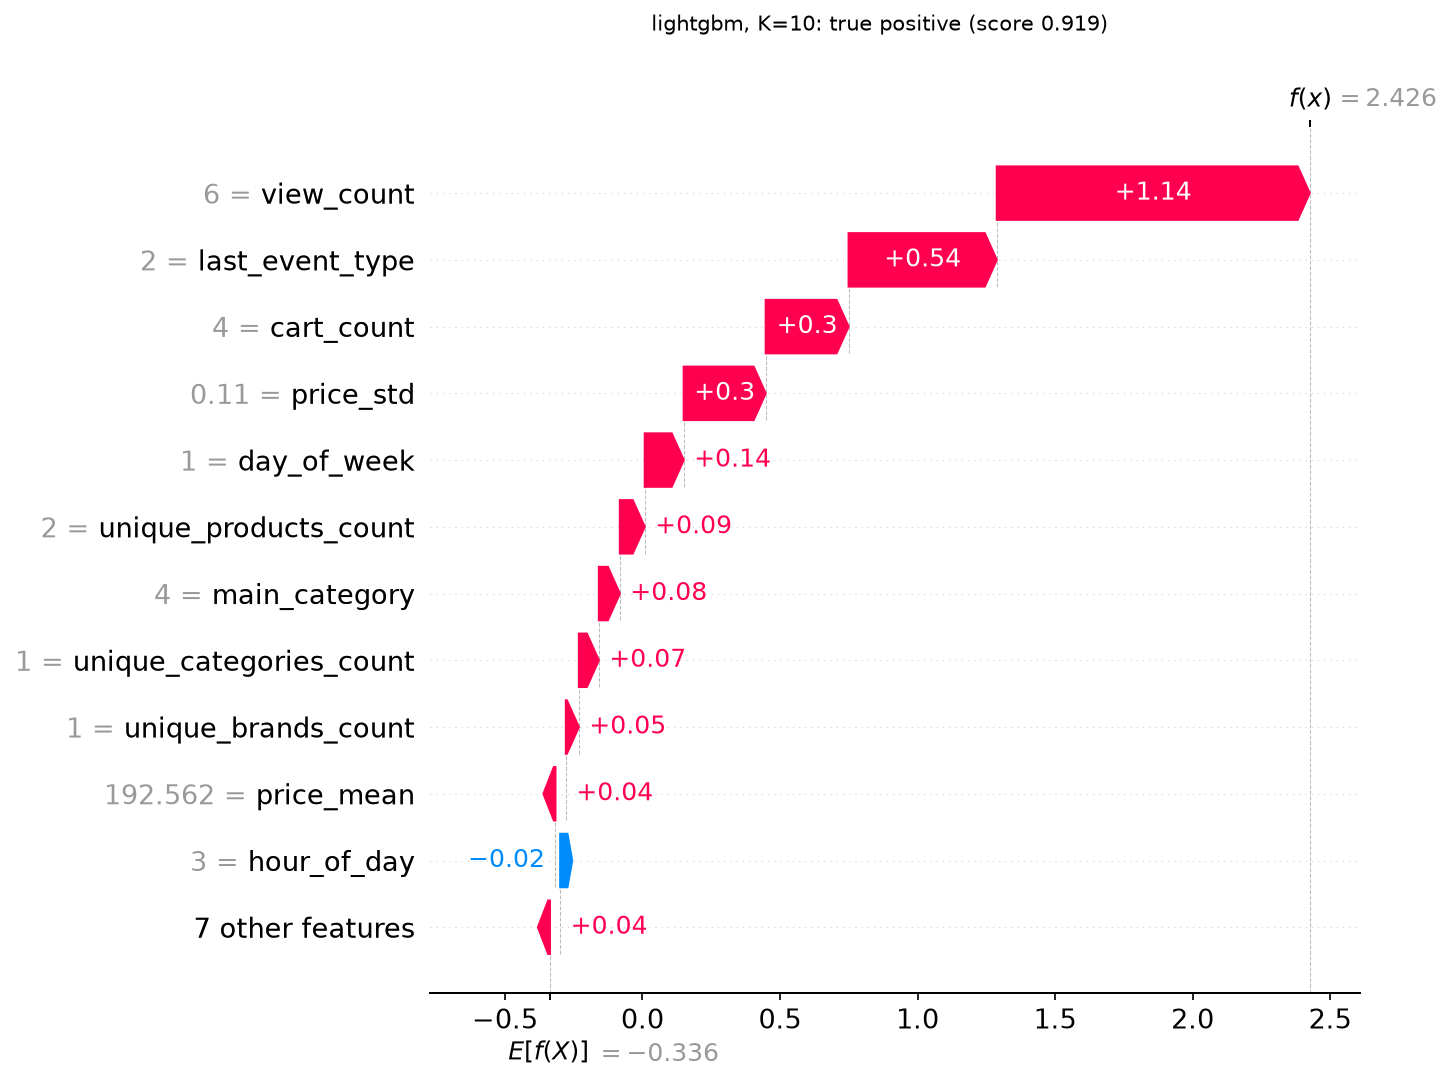 lightgbm, K=10: true positive (score 0.919)
f(x) = 2.426
6 = view_count +1.14
2 = last_event_type +0.54
4 = cart_count +0.3
0.11 = price_std +0.3
1 = day_of_week +0.14
2 = unique_products_count +0.09
4 = main_category +0.08
1 = unique_categories_count +0.07
1 = unique_brands_count +0.05
192.562 = price_mean +0.04
3 = hour_of_day −0.02
7 other features +0.04
−0.5 0.0 0.5 1.0 1.5 2.0 2.5
E[f(X)] = −0.336